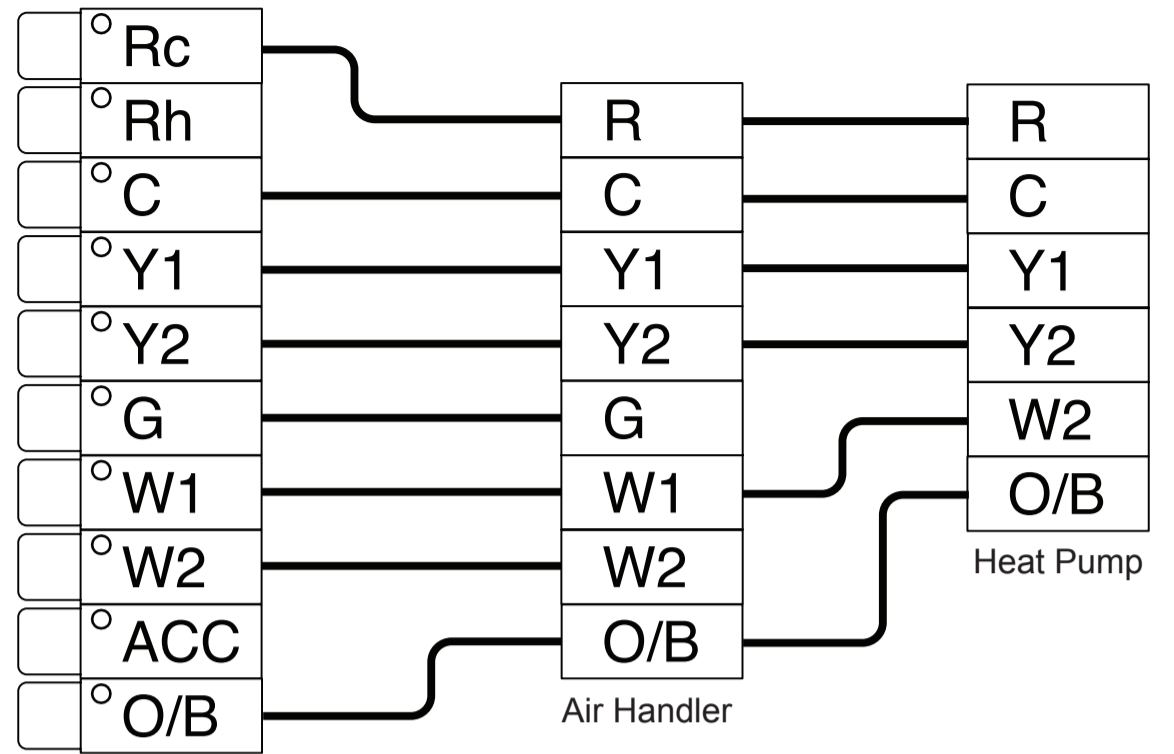 Rc
Rh
C
Y1
Y2
G
W1
W2
ACC
O/B
R
C
Y1
Y2
G
W1
W2
O/B
Air Handler
R
C
Y1
Y2
W2
O/B
Heat Pump